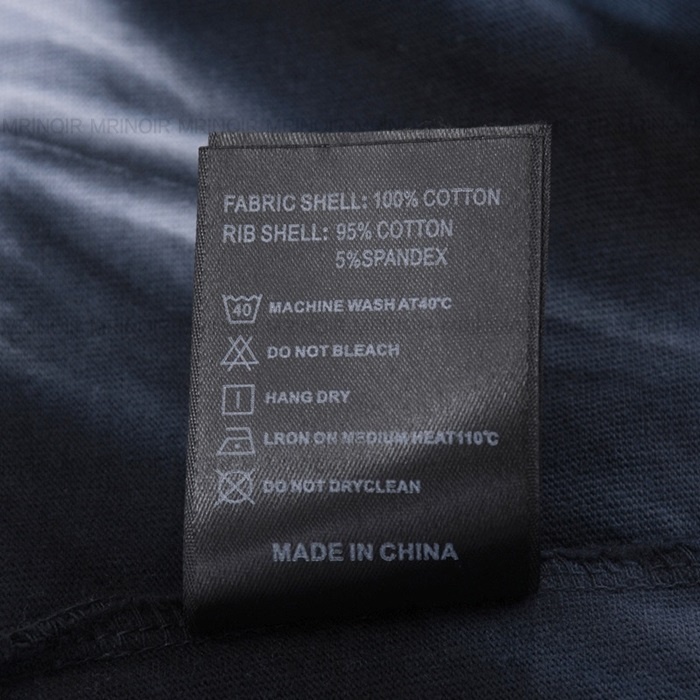 MRINOIR MRINOIR MRINOIR
FABRIC SHELL: 100% COTTON
RIB SHELL: 95% COTTON
5%SPANDEX
40 MACHINE WASH AT40°C
DO NOT BLEACH
HANG DRY
LRON ON MEDIUM HEAT110°C
DO NOT DRYCLEAN
MADE IN CHINA